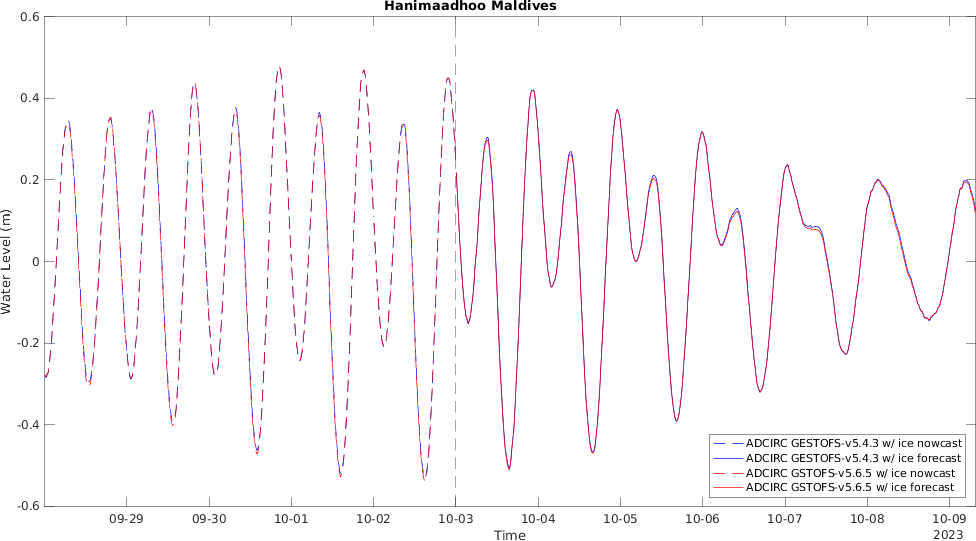 Hanimaadhoo Maldives
0.6
0.4
0.2
0
-0.2
-0.4
-0.6
Water Level (m)
ADCIRC GESTOFS-v5.4.3 w/ ice nowcast
ADCIRC GESTOFS-v5.4.3 w/ ice forecast
ADCIRC GSTOFS-v5.6.5 w/ ice nowcast
ADCIRC GSTOFS-v5.6.5 w/ ice forecast
09-29 09-30 10-01 10-02 10-03 10-04 10-05 10-06 10-07 10-08 10-09
Time 2023